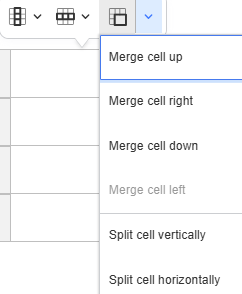 Merge cell up
Merge cell right
Merge cell down
Merge cell left
Split cell vertically
Split cell horizontally